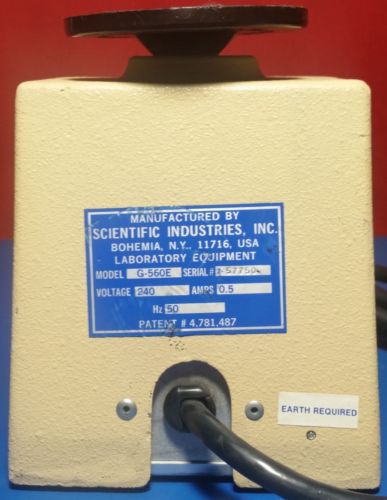 MANUFACTURED BY
SCIENTIFIC INDUSTRIES, INC.
BOHEMIA, N.Y., 11716, USA
LABORATORY EQUIPMENT
MODEL G-560E SERIAL #
VOLTAGE 240 AMPS 0.5
Hz 50
PATENT # 4,781,487
EARTH REQUIRED